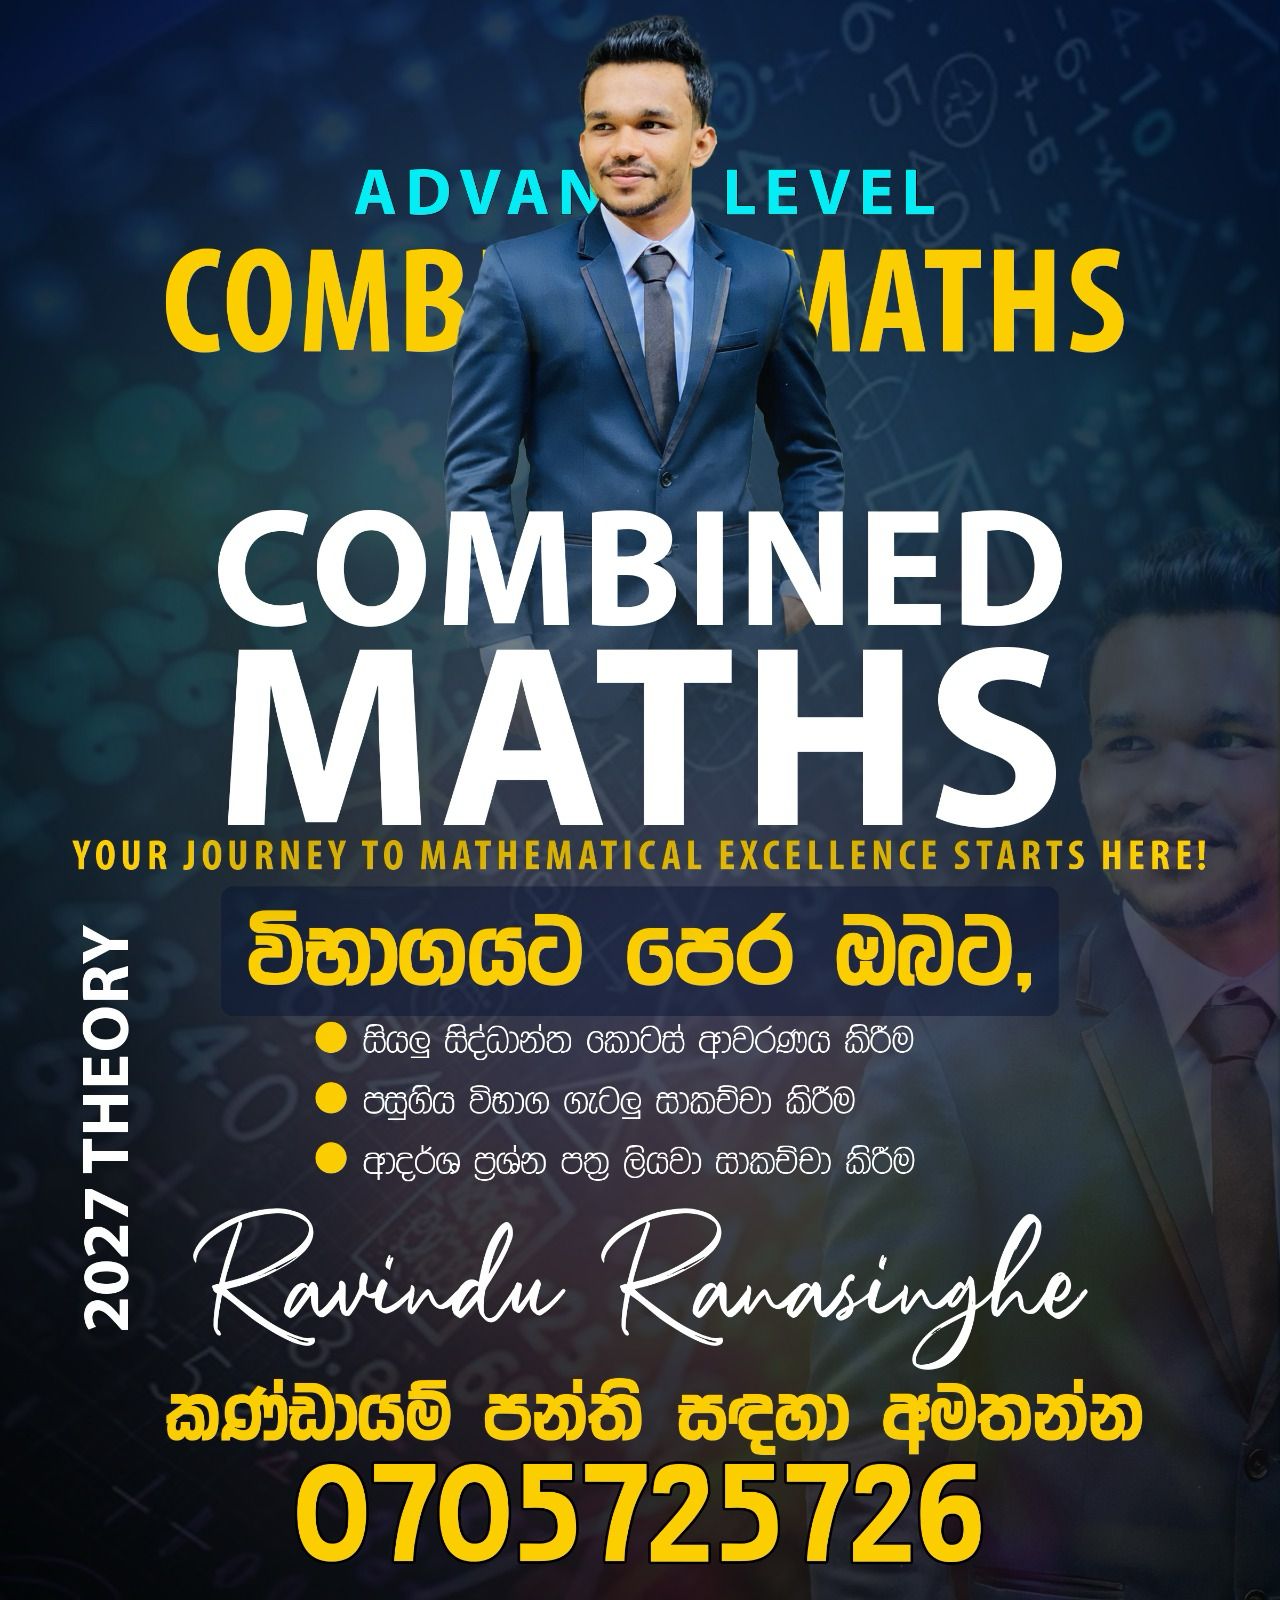 ADVAN LEVEL
COMB MATHS
COMBINED
MATHS
YOUR JOURNEY TO MATHEMATICAL EXCELLENCE STARTS HERE!
විභාගයට පෙර ඔබට,
සියලු සිද්ධාන්ත කොටස් ආවරණය කිරීම
පසුගිය විභාග ගැටලු සාකච්චා කිරීම
ආදර්ශ ප්‍රශ්න පත්‍ර ලියවා සාකච්චා කිරීම
2027 THEORY
Ravindu Ranasinghe
කණ්ඩායම් පන්ති සඳහා අමතන්න
0705725726